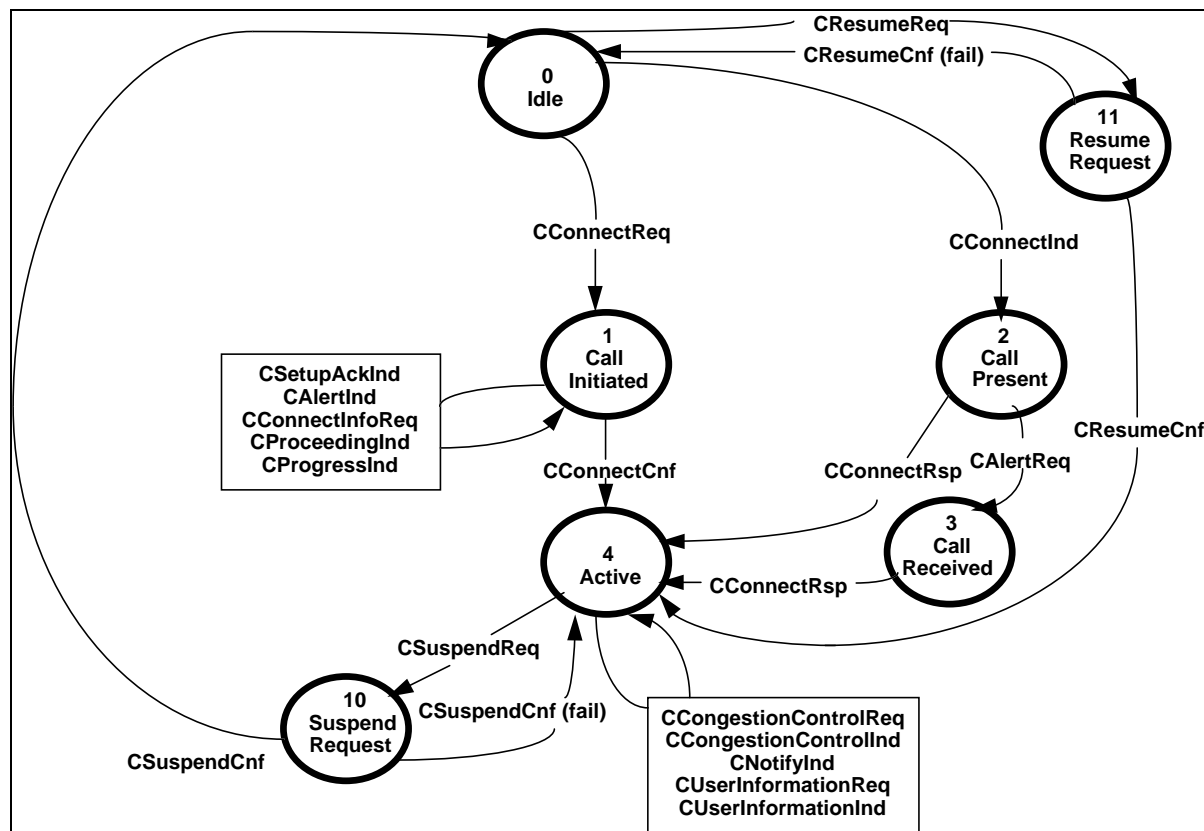 CResumeReq
CResumeCnf (fail)
0
Idle
11
Resume
Request
CConnectReq
CConnectInd
1
Call
Initiated
2
Call
Present
CSetupAckInd
CAlertInd
CConnectInfoReq
CProceedingInd
CProgressInd
CResumeCnf
CConnectCnf
CConnectRsp
CAlertReq
3
Call
Received
4
Active
CConnectRsp
CSuspendReq
10
Suspend
Request
CSuspendCnf (fail)
CSuspendCnf
CCongestionControlReq
CCongestionControlInd
CNotifyInd
CUserInformationReq
CUserInformationInd